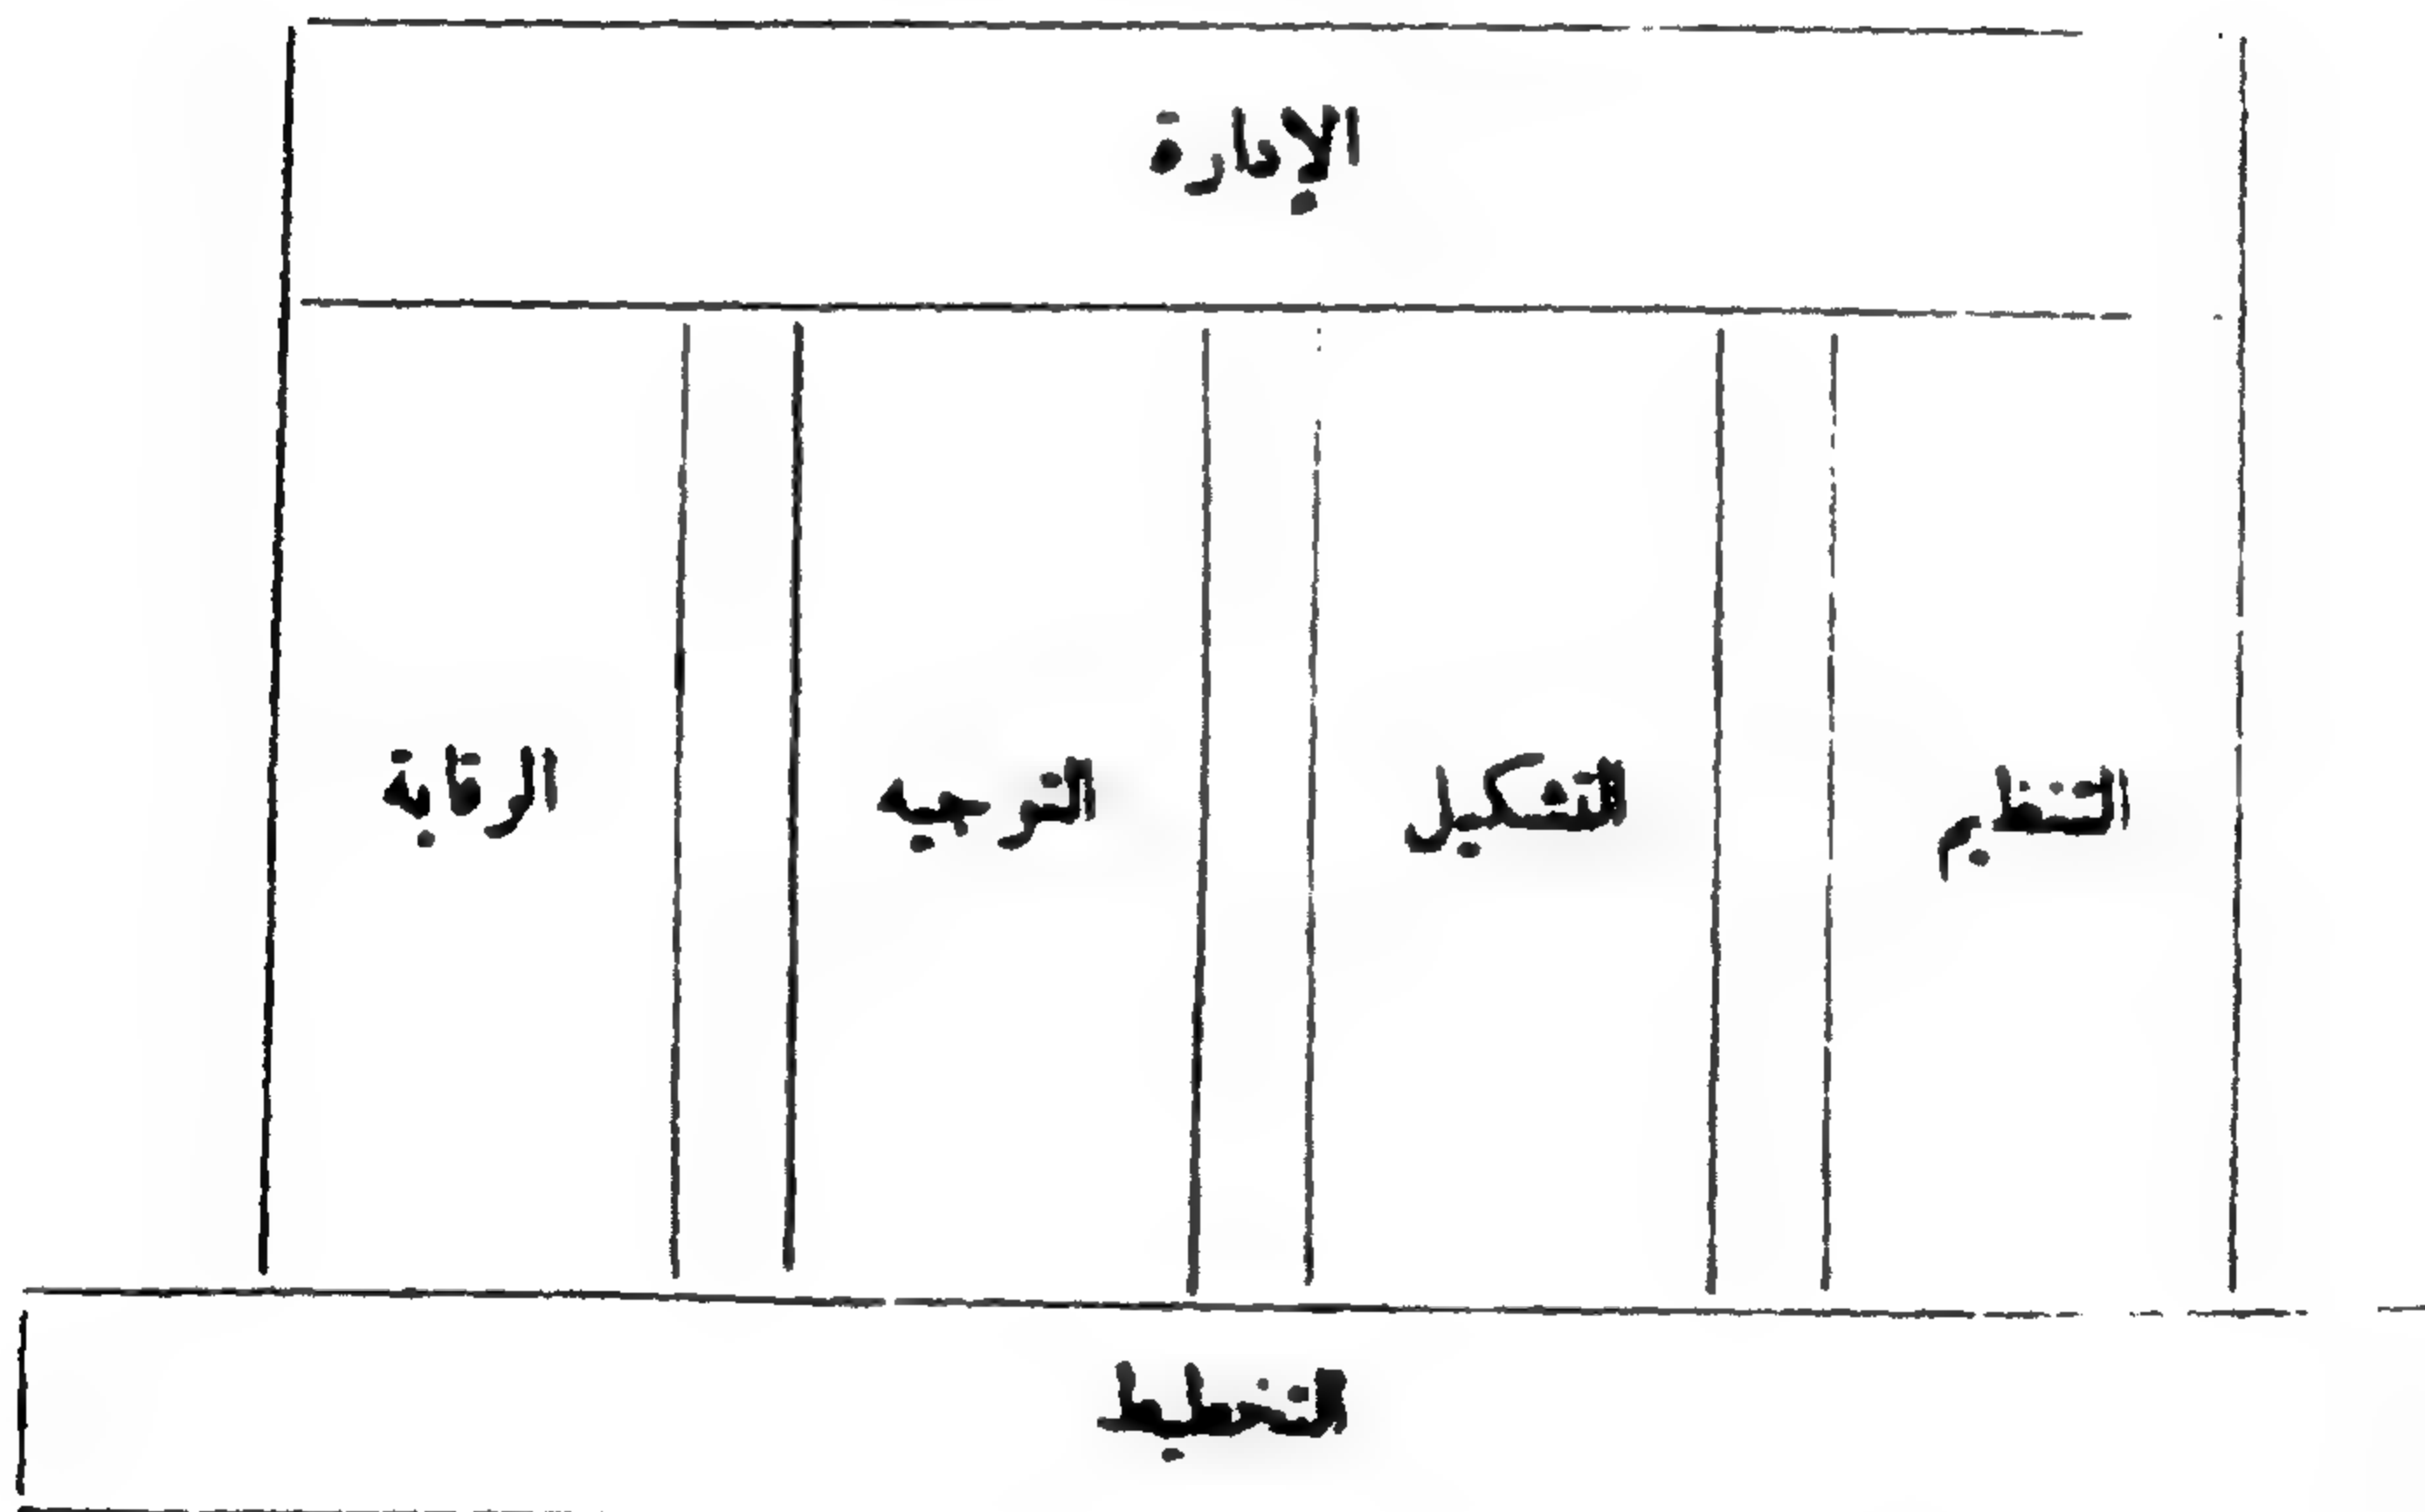 الإدارة
التنظيم
التشكيل
التوجيه
الرقابة
التخطيط